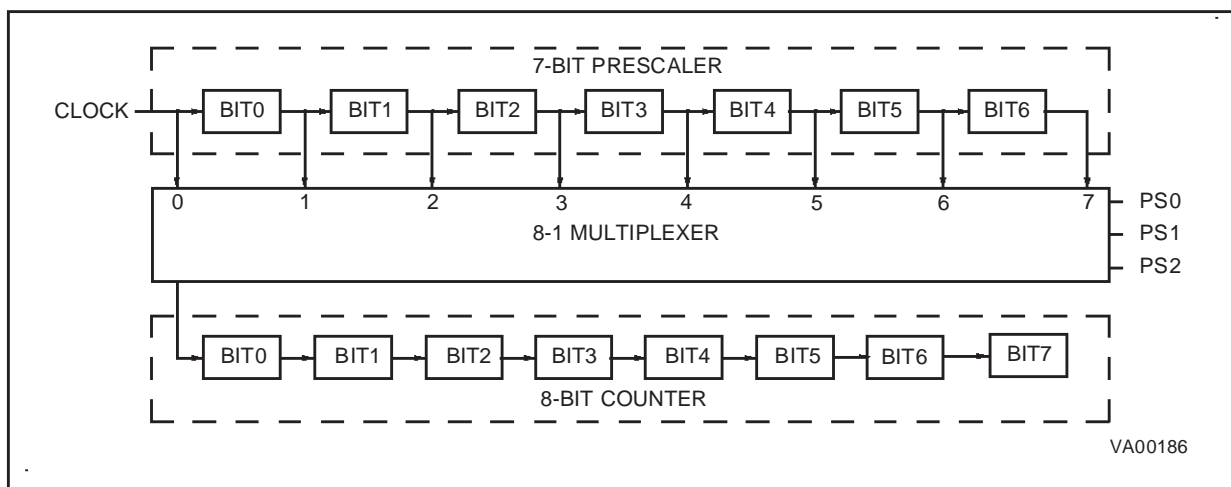 7-BIT PRESCALER
CLOCK BIT0 BIT1 BIT2 BIT3 BIT4 BIT5 BIT6
0 1 2 3 4 5 6 7 PS0
8-1 MULTIPLEXER PS1
PS2
BIT0 BIT1 BIT2 BIT3 BIT4 BIT5 BIT6 BIT7
8-BIT COUNTER
VA00186